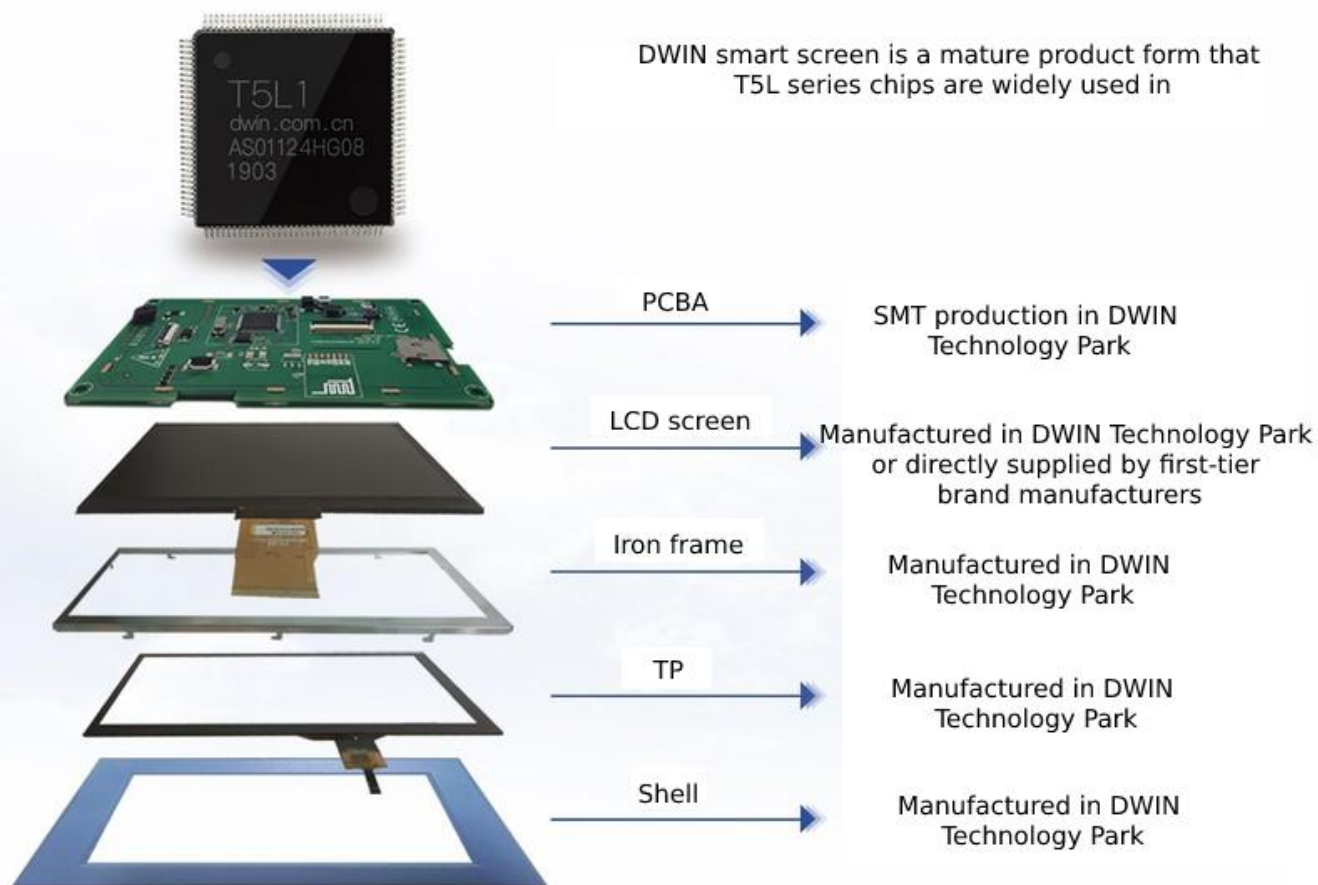 T5L1
dwin.com.cn
AS01124HG08
1903
DWIN smart screen is a mature product form that
T5L series chips are widely used in
PCBA
SMT production in DWIN
Technology Park
LCD screen
Manufactured in DWIN Technology Park
or directly supplied by first-tier
brand manufacturers
Iron frame
Manufactured in DWIN
Technology Park
TP
Manufactured in DWIN
Technology Park
Shell
Manufactured in DWIN
Technology Park